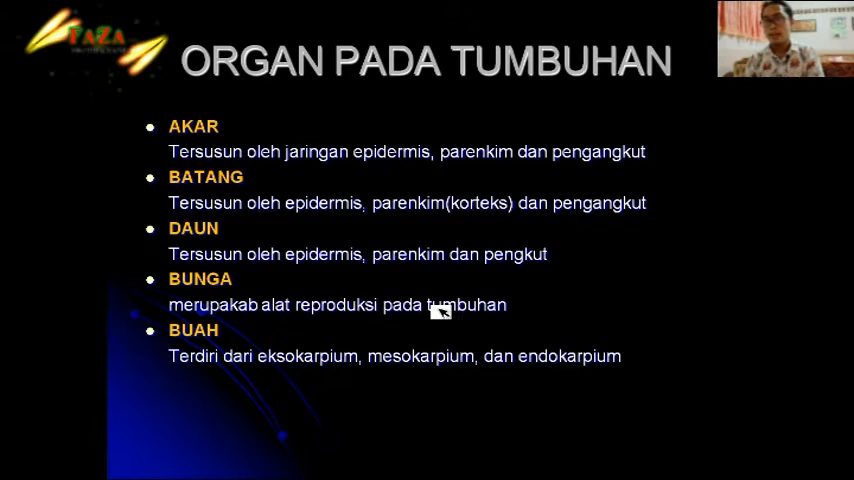 FaZa
ORGAN PADA TUMBUHAN
AKAR
Tersusun oleh jaringan epidermis, parenkim dan pengangkut
BATANG
Tersusun oleh epidermis, parenkim(korteks) dan pengangkut
DAUN
Tersusun oleh epidermis, parenkim dan pengkut
BUNGA
merupakab alat reproduksi pada tumbuhan
BUAH
Terdiri dari eksokarpium, mesokarpium, dan endokarpium